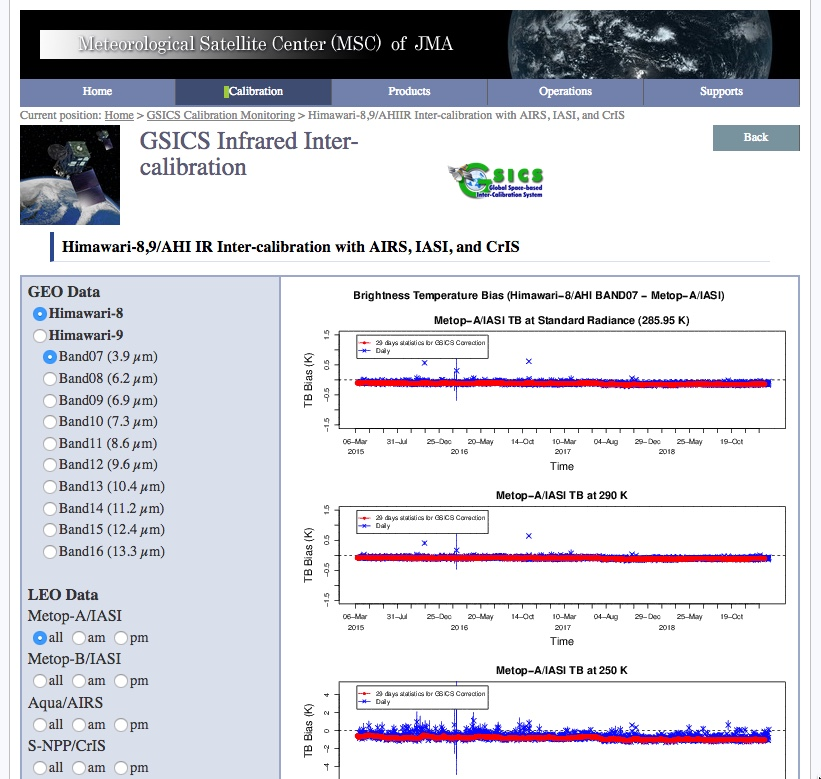 Meteorological Satellite Center (MSC) of JMA
Home Calibration Products Operations Supports
Current position: Home > GSICS Calibration Monitoring > Himawari-8,9/AHIIR Inter-calibration with AIRS, IASI, and CrIS
GSICS Infrared Inter-
calibration
Back
GSICS
Global Space-based
Inter-Calibration System
Himawari-8,9/AHI IR Inter-calibration with AIRS, IASI, and CrIS
GEO Data
Himawari-8
Himawari-9
Band07 (3.9 μm)
Band08 (6.2 μm)
Band09 (6.9 μm)
Band10 (7.3 μm)
Band11 (8.6 μm)
Band12 (9.6 μm)
Band13 (10.4 μm)
Band14 (11.2 μm)
Band15 (12.4 μm)
Band16 (13.3 μm)
LEO Data
Metop-A/IASI
all am pm
Metop-B/IASI
all am pm
Aqua/AIRS
all am pm
S-NPP/CrIS
all am pm
Brightness Temperature Bias (Himawari−8/AHI BAND07 − Metop−A/IASI)
Metop−A/IASI TB at Standard Radiance (285.95 K)
29 days statistics for GSICS Correction
Daily
TB Bias (K)
1.5
0.5
−0.5
−1.5
06−Mar 31−Jul 25−Dec 20−May 14−Oct 10−Mar 04−Aug 29−Dec 25−May 19−Oct
2015 2016 2017 2018
Time
Metop−A/IASI TB at 290 K
29 days statistics for GSICS Correction
Daily
TB Bias (K)
1.5
0.5
−0.5
−1.5
06−Mar 31−Jul 25−Dec 20−May 14−Oct 10−Mar 04−Aug 29−Dec 25−May 19−Oct
2015 2016 2017 2018
Time
Metop−A/IASI TB at 250 K
29 days statistics for GSICS Correction
Daily
TB Bias (K)
4
2
0
−2
−4